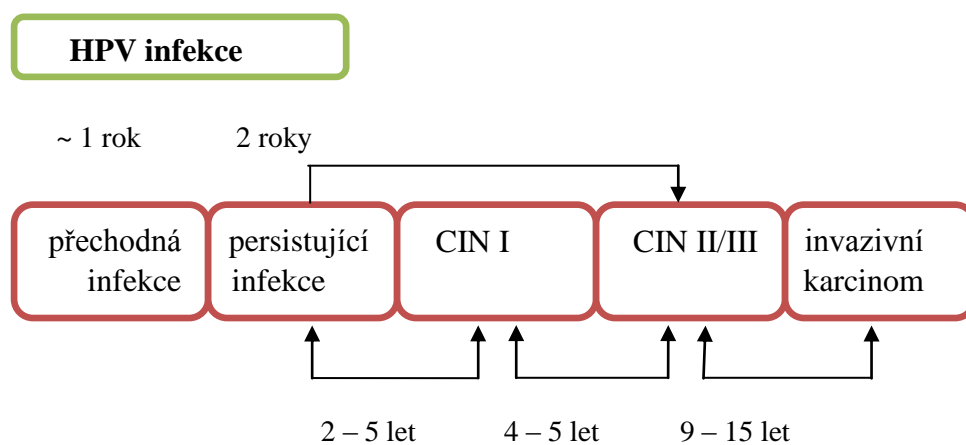 HPV infekce
~ 1 rok
2 roky
přechodná
infekce
persistující
infekce
CIN I
CIN II/III
invazivní
karcinom
2 – 5 let
4 – 5 let
9 – 15 let